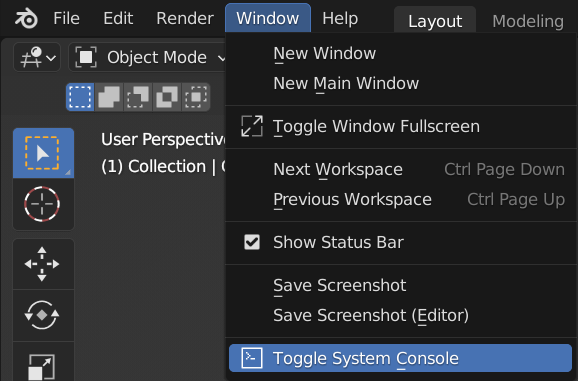 File Edit Render Window Help Layout Modeling
Object Mode
New Window
New Main Window
User Perspective
(1) Collection |
Toggle Window Fullscreen
Next Workspace Ctrl Page Down
Previous Workspace Ctrl Page Up
Show Status Bar
Save Screenshot
Save Screenshot (Editor)
Toggle System Console